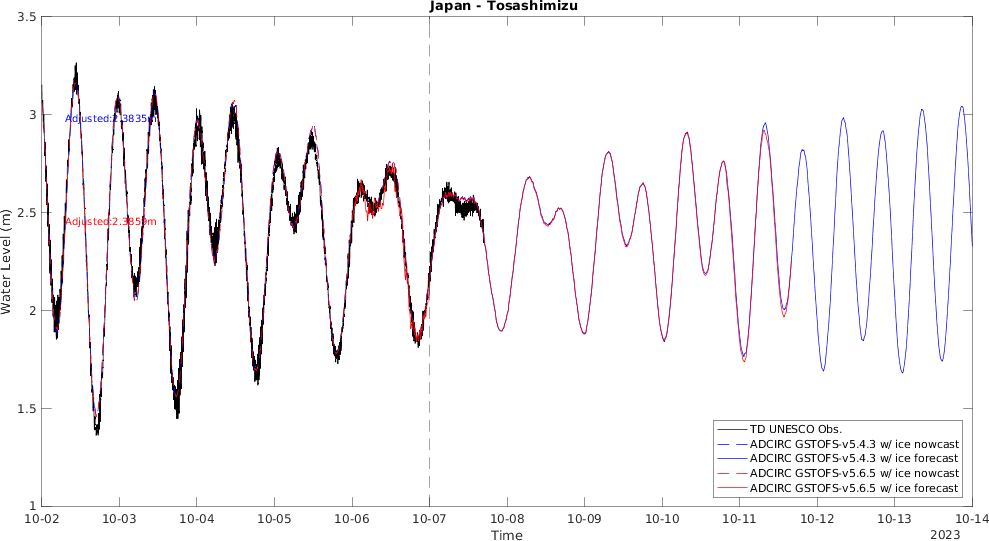 Japan - Tosashimizu
3.5
3
2.5
2
1.5
1
Water Level (m)
Adjusted:2.3835m
Adjusted:2.3859m
10-02 10-03 10-04 10-05 10-06 10-07 10-08 10-09 10-10 10-11 10-12 10-13 10-14
Time
2023
TD UNESCO Obs.
ADCIRC GSTOFS-v5.4.3 w/ ice nowcast
ADCIRC GSTOFS-v5.4.3 w/ ice forecast
ADCIRC GSTOFS-v5.6.5 w/ ice nowcast
ADCIRC GSTOFS-v5.6.5 w/ ice forecast